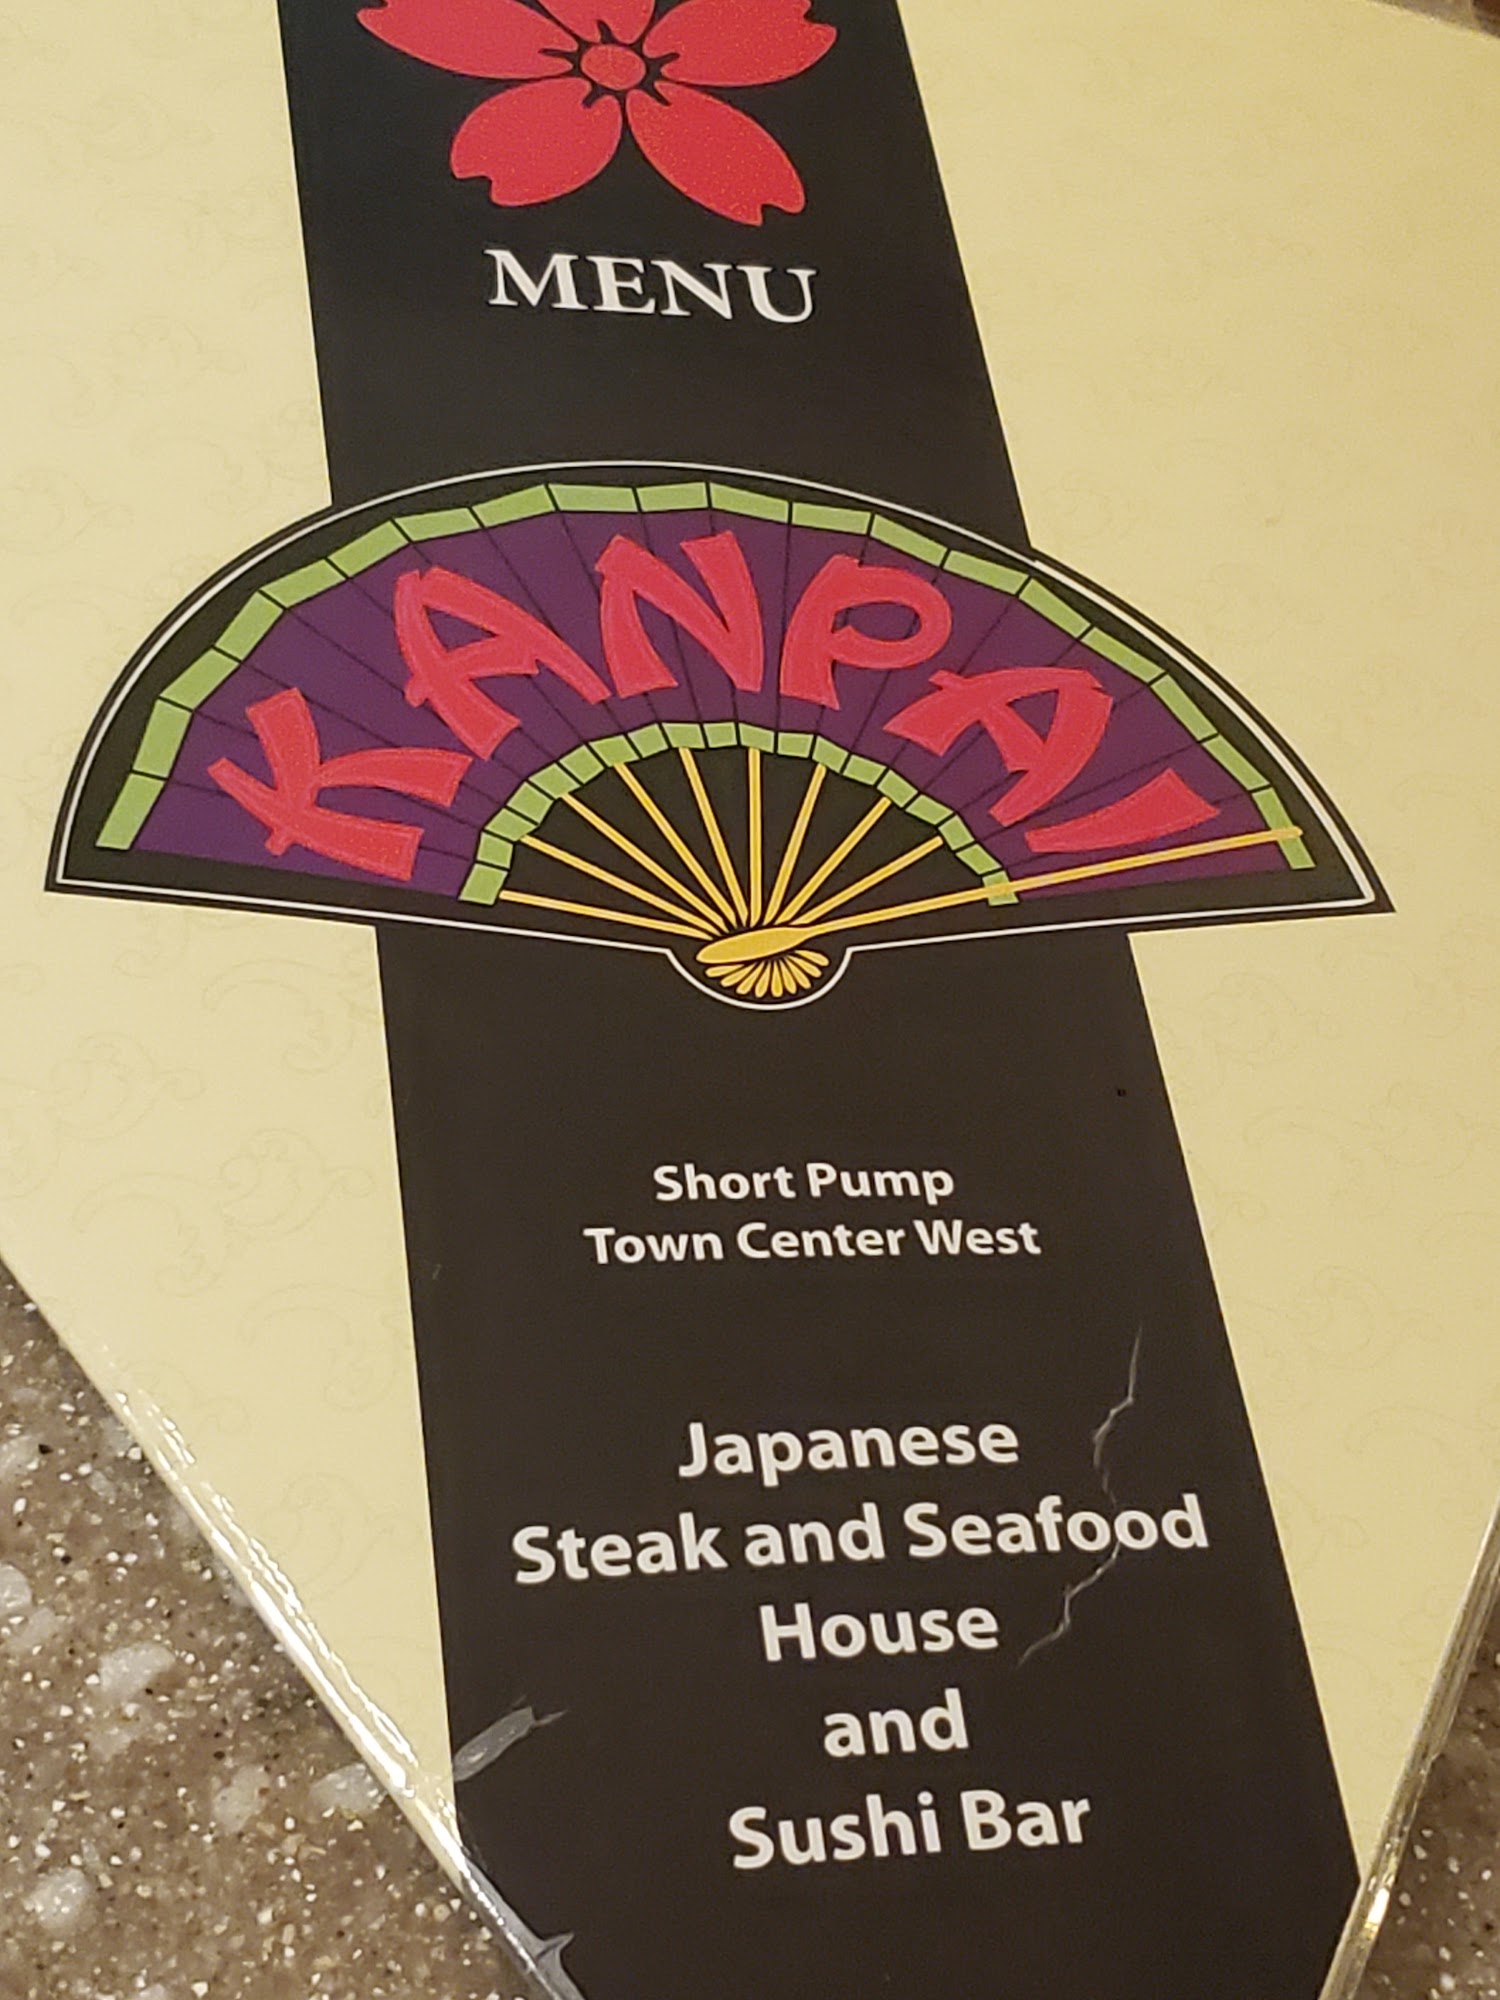 MENU
KANPAI
Short Pump
Town Center West
Japanese
Steak and Seafood
House
and
Sushi Bar